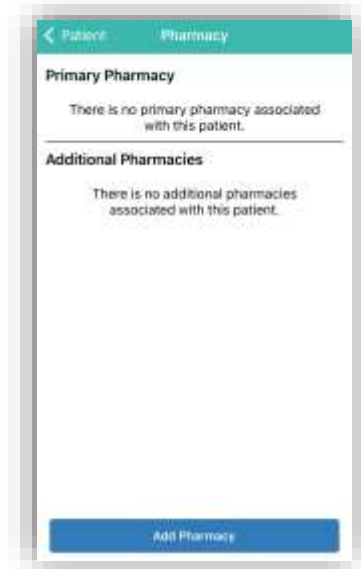 Patient Pharmacy
Primary Pharmacy
There is no primary pharmacy associated
with this patient.
Additional Pharmacies
There is no additional pharmacies
associated with this patient.
Add Pharmacy